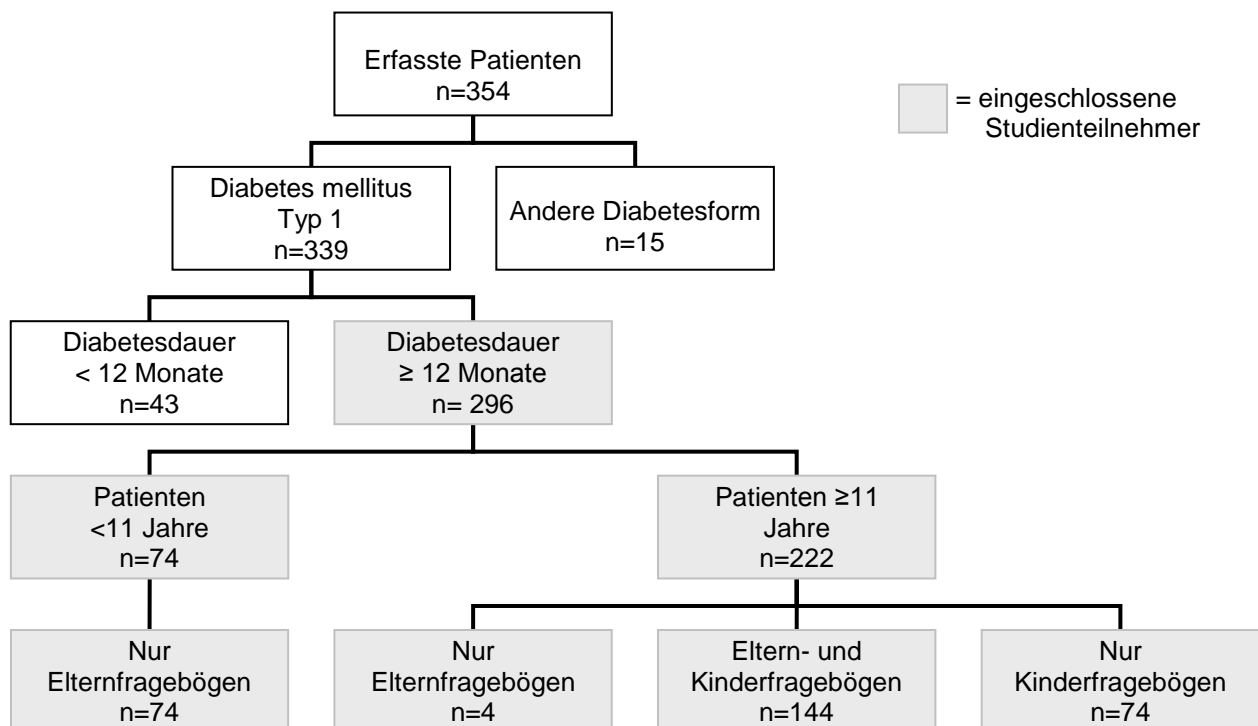 Erfasste Patienten
n=354
= eingeschlossene
Studienteilnehmer
Diabetes mellitus
Typ 1
n=339
Andere Diabetesform
n=15
Diabetesdauer
< 12 Monate
n=43
Diabetesdauer
≥ 12 Monate
n= 296
Patienten
<11 Jahre
n=74
Patienten ≥11
Jahre
n=222
Nur
Elternfragebögen
n=74
Nur
Elternfragebögen
n=4
Eltern- und
Kinderfragebögen
n=144
Nur
Kinderfragebögen
n=74